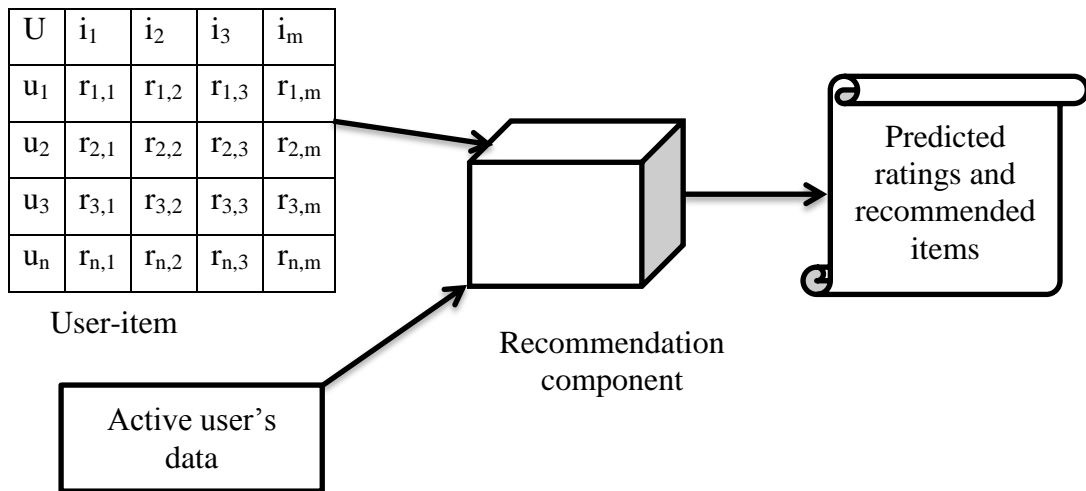 U i₁ i₂ i₃ iₘ
u₁ r₁,₁ r₁,₂ r₁,₃ r₁,ₘ
u₂ r₂,₁ r₂,₂ r₂,₃ r₂,ₘ
u₃ r₃,₁ r₃,₂ r₃,₃ r₃,ₘ
uₙ rₙ,₁ rₙ,₂ rₙ,₃ rₙ,ₘ
User-item
Active user’s
data
Recommendation
component
Predicted
ratings and
recommended
items